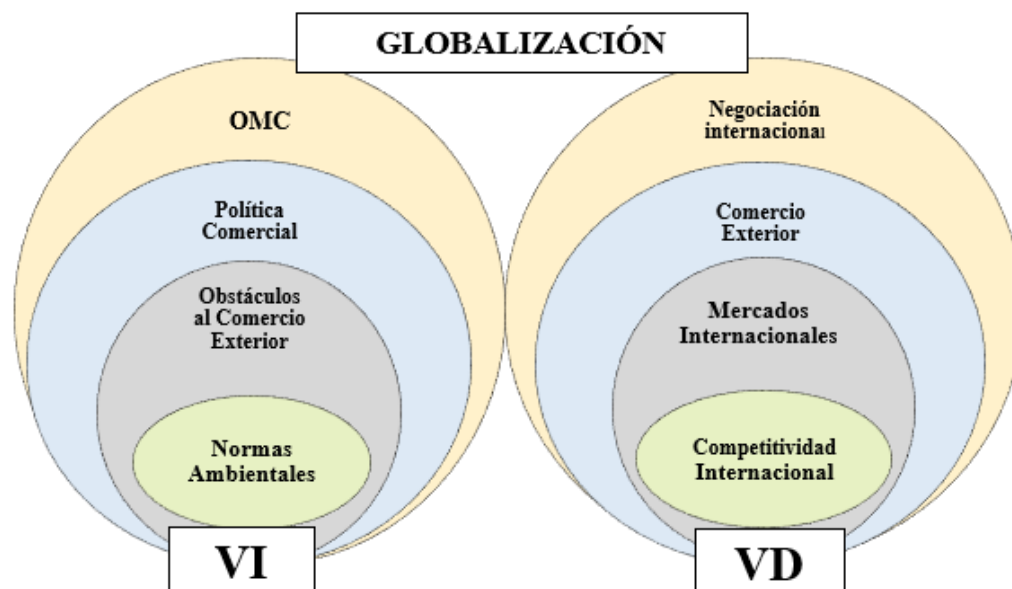 GLOBALIZACIÓN
OMC
Política
Comercial
Obstáculos
al Comercio
Exterior
Normas
Ambientales
VI
Negociación
internacional
Comercio
Exterior
Mercados
Internacionales
Competitividad
Internacional
VD